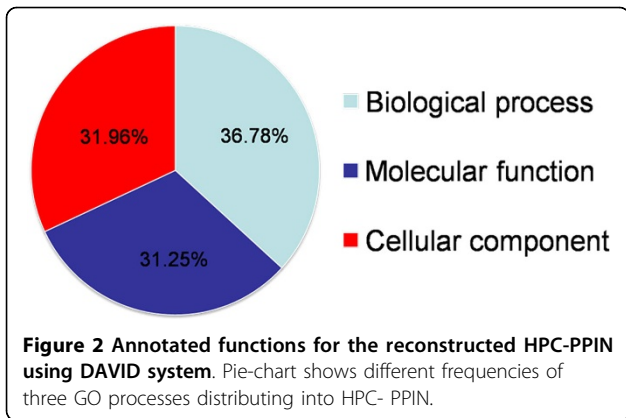 36.78%
31.96%
31.25%
Biological process
Molecular function
Cellular component
Figure 2 Annotated functions for the reconstructed HPC-PPIN
using DAVID system. Pie-chart shows different frequencies of
three GO processes distributing into HPC- PPIN.